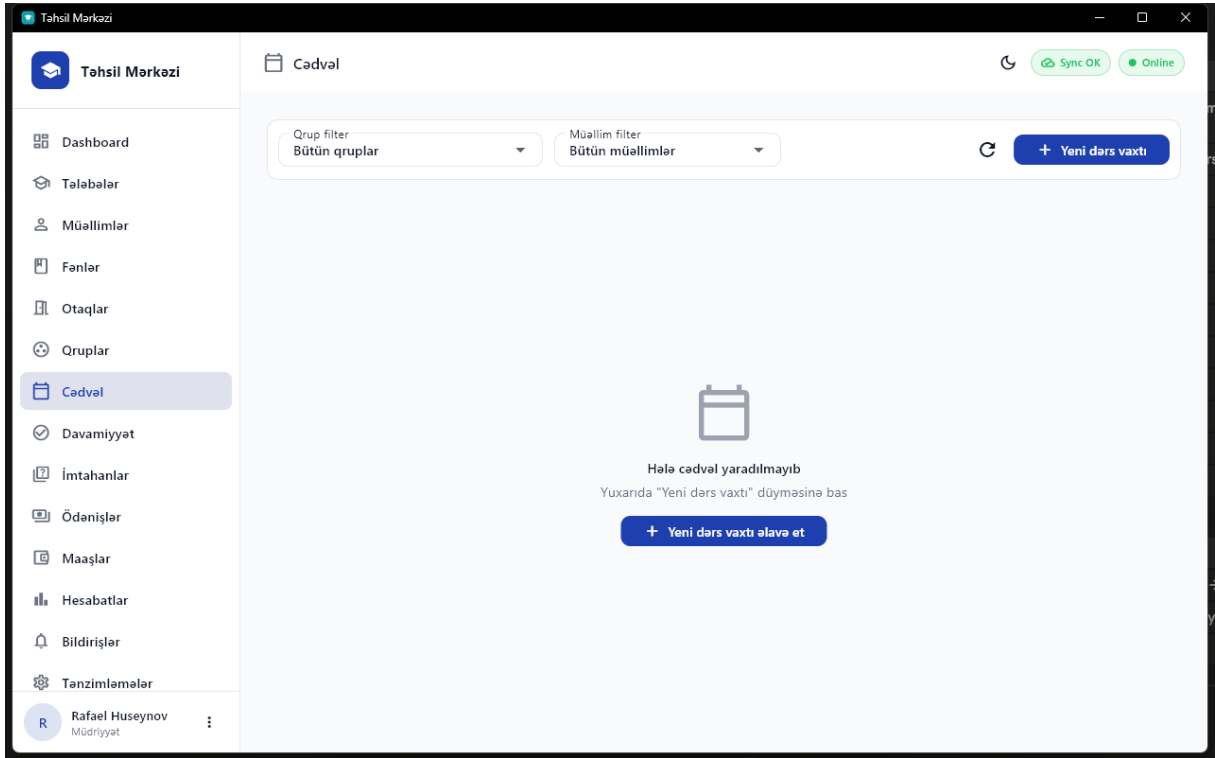 Təhsil Mərkəzi
Təhsil Mərkəzi
Cədvəl
Sync OK
Online
Dashboard
Tələbələr
Müəllimlər
Fənlər
Otaqlar
Qruplar
Cədvəl
Davamiyyət
İmtahanlar
Ödənişlər
Maaşlar
Hesabatlar
Bildirişlər
Tənzimləmələr
R
Rafael Huseynov
Müdriyyət
Qrup filter
Bütün qruplar
Müəllim filter
Bütün müəllimlər
+ Yeni dərs vaxtı
Hələ cədvəl yaradılmayıb
Yuxarıda "Yeni dərs vaxtı" düyməsinə bas
+ Yeni dərs vaxtı əlavə et